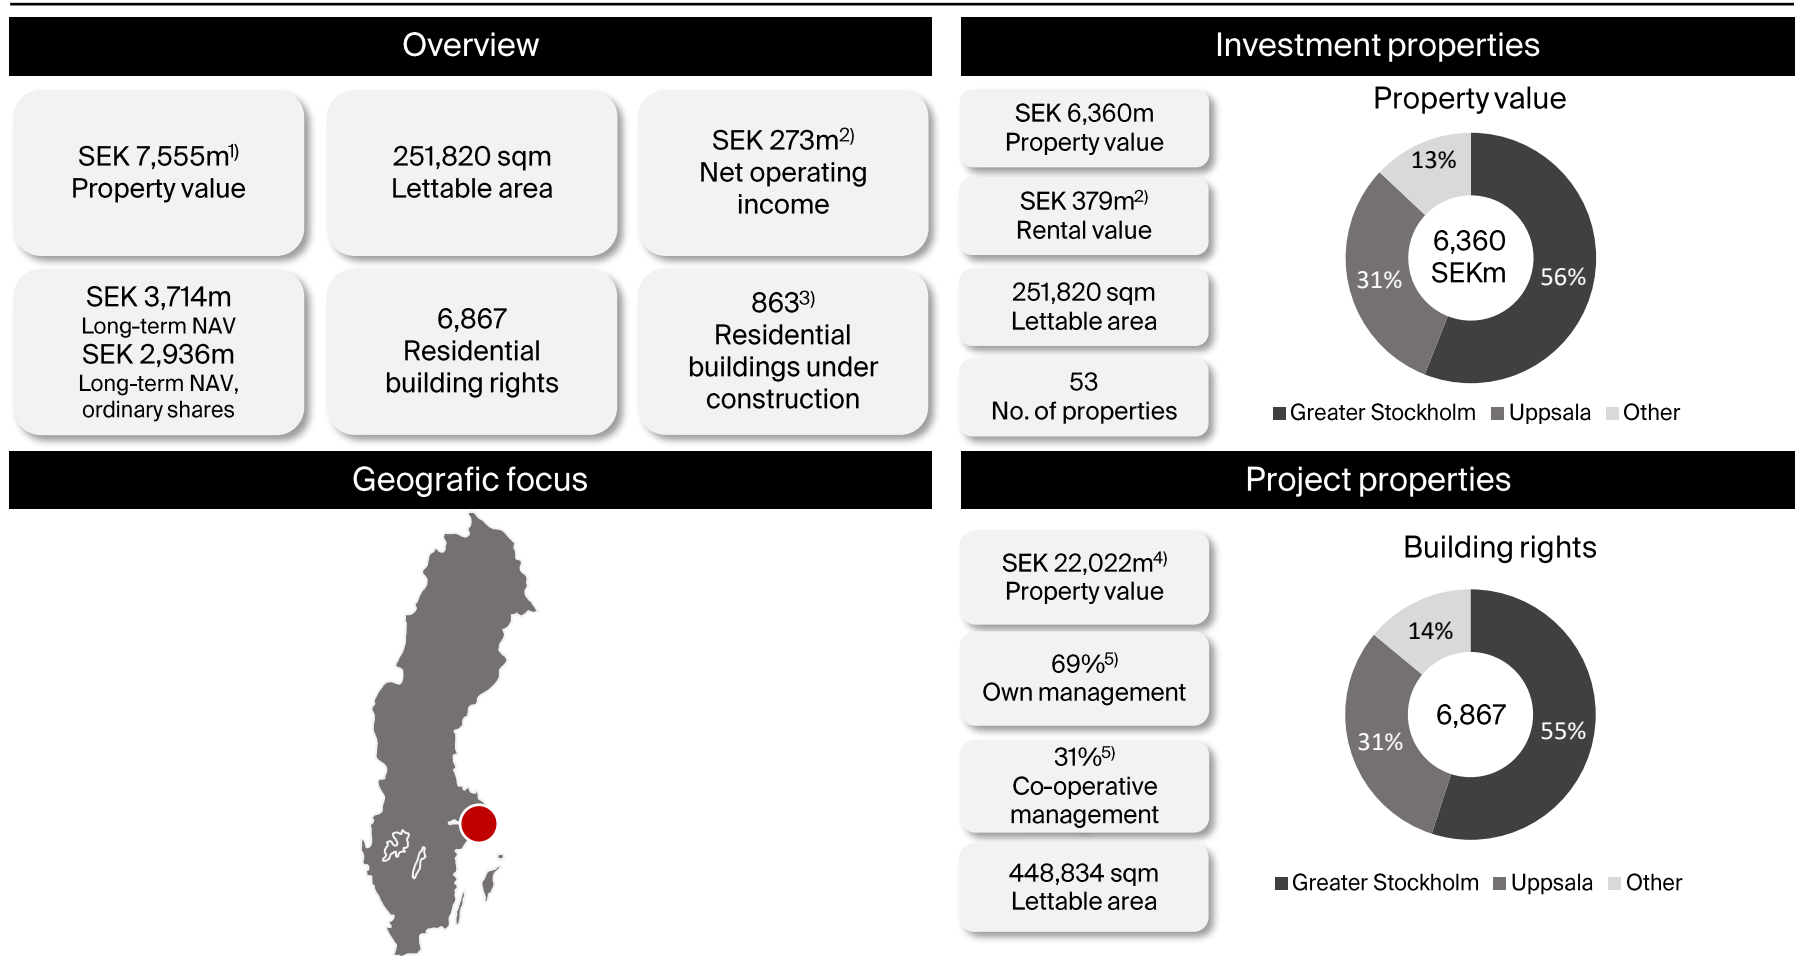 Overview
SEK 7,555m1)
Property value
251,820 sqm
Lettable area
SEK 273m2)
Net operating
income
SEK 3,714m
Long-term NAV
SEK 2,936m
Long-term NAV,
ordinary shares
6,867
Residential
building rights
8633)
Residential
buildings under
construction
Investment properties
SEK 6,360m
Property value
SEK 379m2)
Rental value
251,820 sqm
Lettable area
53
No. of properties
Property value
13%
31%
56%
6,360
SEKm
Greater Stockholm Uppsala Other
Geografic focus
Project properties
SEK 22,022m4)
Property value
69%5)
Own management
31%5)
Co-operative
management
448,834 sqm
Lettable area
Building rights
14%
31%
55%
6,867
Greater Stockholm Uppsala Other